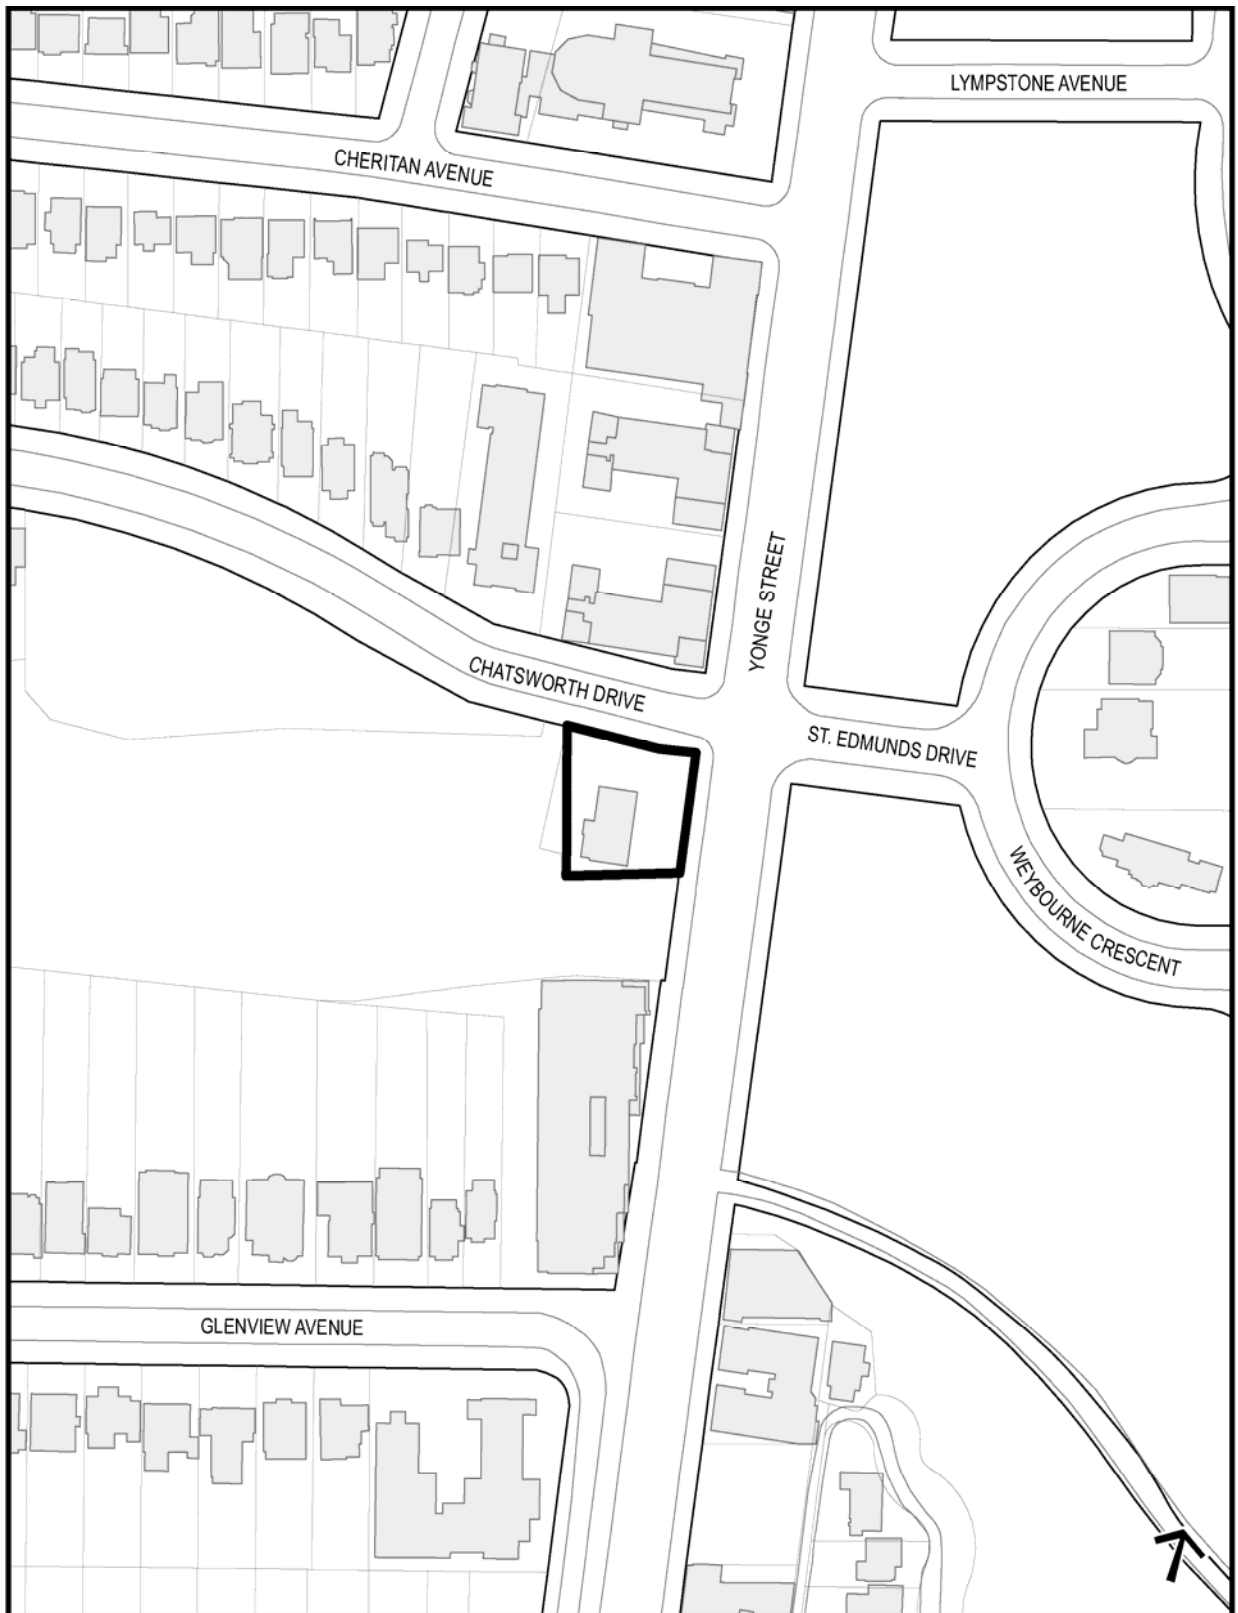 LYMPSTONE AVENUE
CHERITAN AVENUE
YONGE STREET
CHATSWORTH DRIVE
ST. EDMUNDS DRIVE
WEYBOURNE CRESCENT
GLENVIEW AVENUE